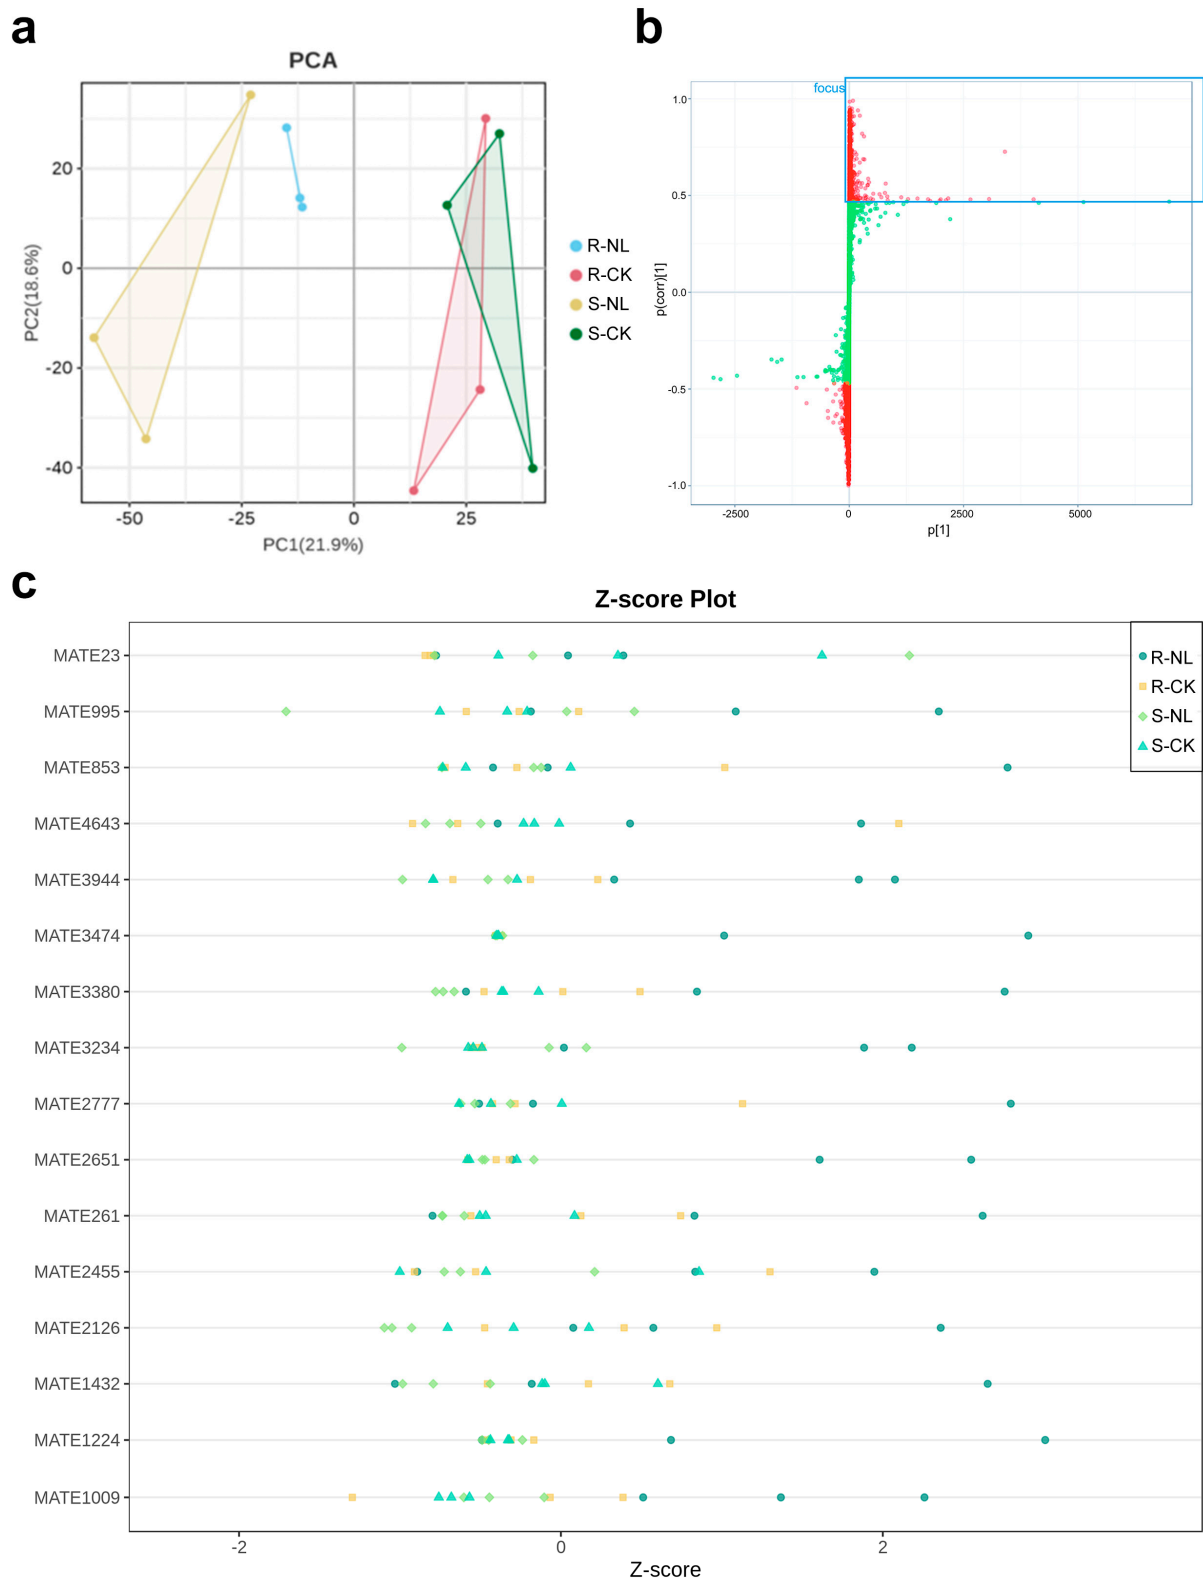 a
PCA
20
0
-20
-40
PC2(18.6%)
-50
-25
0
25
PC1(21.9%)
R-NL
R-CK
S-NL
S-CK
b
focus
1.0
0.5
0.0
-0.5
-1.0
p(corr)[1]
-2500
0
2500
5000
p[1]
c
Z-score Plot
MATE23
MATE995
MATE853
MATE4643
MATE3944
MATE3474
MATE3380
MATE3234
MATE2777
MATE2651
MATE261
MATE2455
MATE2126
MATE1432
MATE1224
MATE1009
R-NL
R-CK
S-NL
S-CK
-2
0
2
Z-score